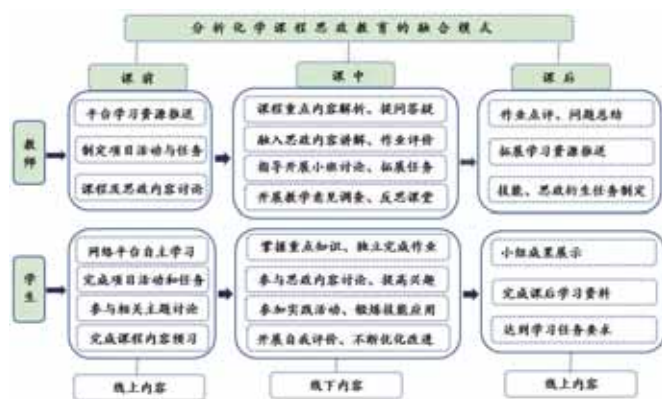 分析化学课程思政教育的融合模式
课前
课中
课后
教师
平台学习资源推送
制定项目活动与任务
课程及思政内容讨论
课程重点内容解析、提问答疑
融入思政内容讲解、作业评价
指导开展小班讨论、拓展任务
开展教学意见调查、反思课堂
作业点评、问题总结
拓展学习资源推送
技能、思政衍生任务制定
学生
网络平台自主学习
完成项目活动和任务
参与相关主题讨论
完成课程内容预习
掌握重点知识、独立完成作业
参与思政内容讨论、提高兴趣
参加实践活动、锻炼技能应用
开展自我评价、不断优化改进
小组成果展示
完成课后学习资料
达到学习任务要求
线上内容
线下内容
线上内容